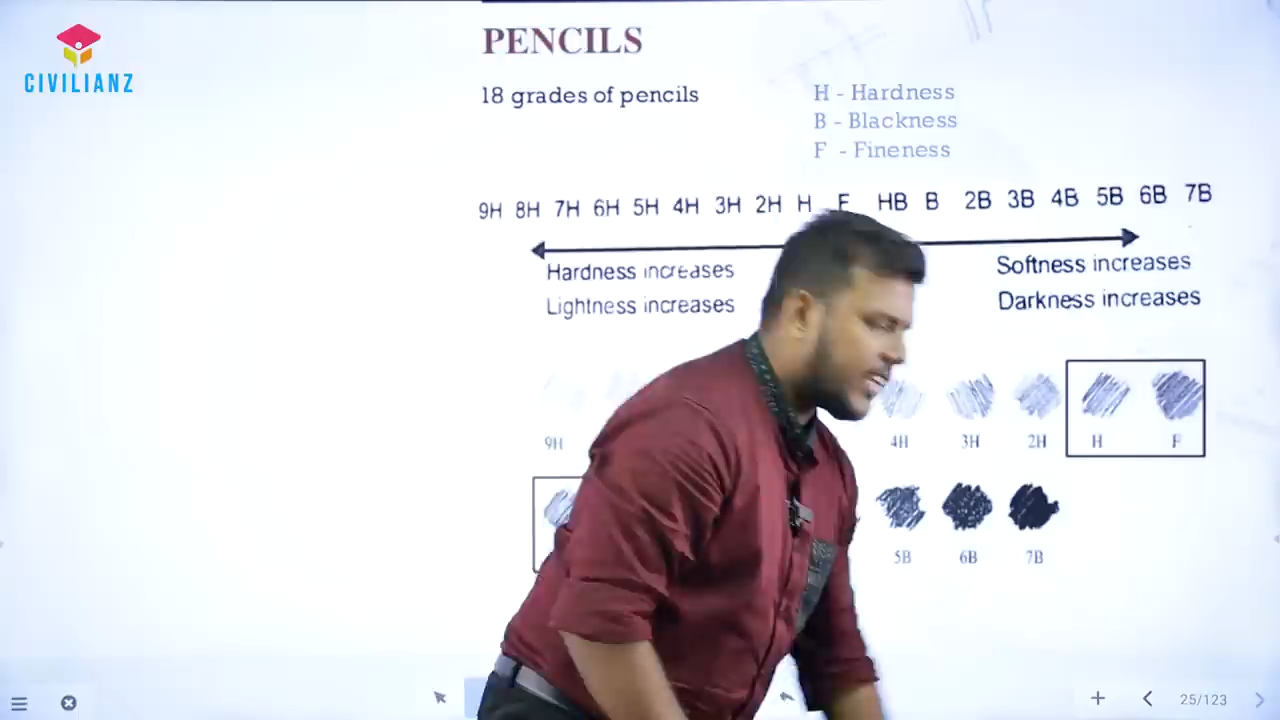 CIVILIANZ
PENCILS
18 grades of pencils
H - Hardness
B - Blackness
F - Fineness
9H 8H 7H 6H 5H 4H 3H 2H H F HB B 2B 3B 4B 5B 6B 7B
Hardness increases
Lightness increases
Softness increases
Darkness increases
9H 4H 3H 2H H F
5B 6B 7B
25/123